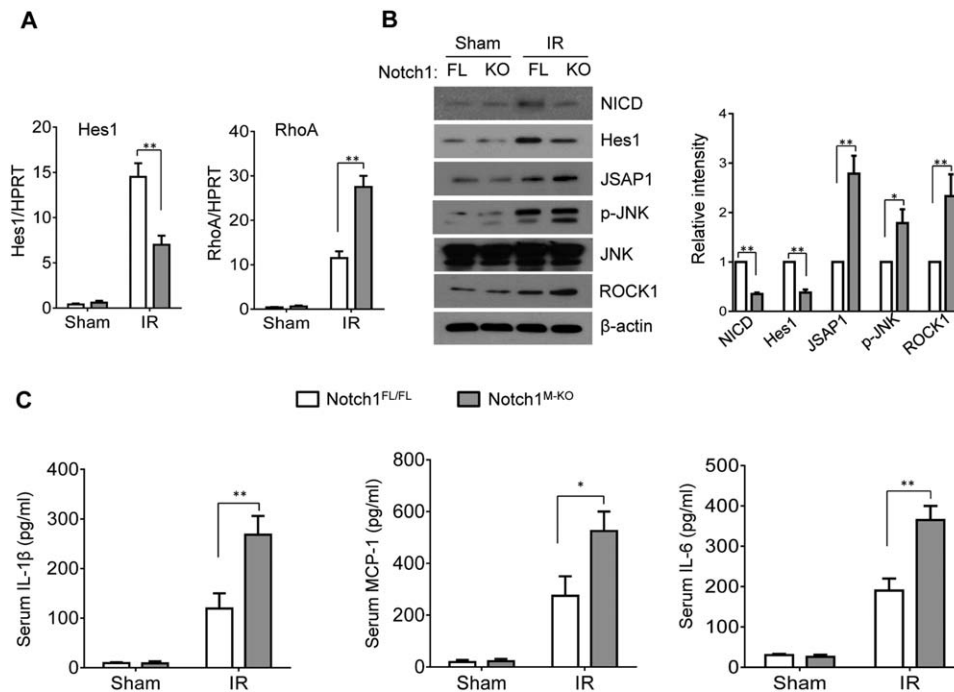 A
Hes1
Hes1/HPRT
20
15
10
5
0
**
Sham
IR
RhoA
RhoA/HPRT
40
30
20
10
0
**
Sham
IR
B
Sham IR
Notch1: FL KO FL KO
NICD
Hes1
JSAP1
p-JNK
JNK
ROCK1
β-actin
Relative intensity
4
3
2
1
0
** ** ** * **
NICD Hes1 JSAP1 p-JNK ROCK1
C
Notch1FL/FL Notch1M-KO
Serum IL-1β (pg/ml)
400
300
200
100
0
**
Sham IR
Serum MCP-1 (pg/ml)
800
600
400
200
0
*
Sham IR
Serum IL-6 (pg/ml)
500
400
300
200
100
0
**
Sham IR